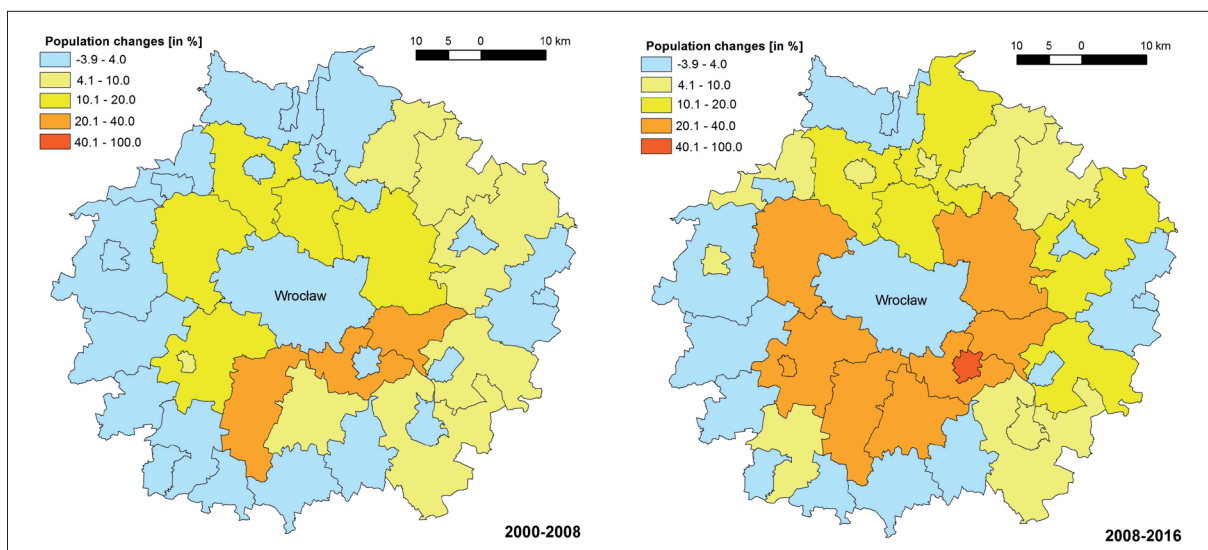 Population changes [in %]
-3.9 - 4.0
4.1 - 10.0
10.1 - 20.0
20.1 - 40.0
40.1 - 100.0
10 5 0 10 km
Wrocław
2000-2008
Population changes [in %]
-3.9 - 4.0
4.1 - 10.0
10.1 - 20.0
20.1 - 40.0
40.1 - 100.0
10 5 0 10 km
Wrocław
2008-2016